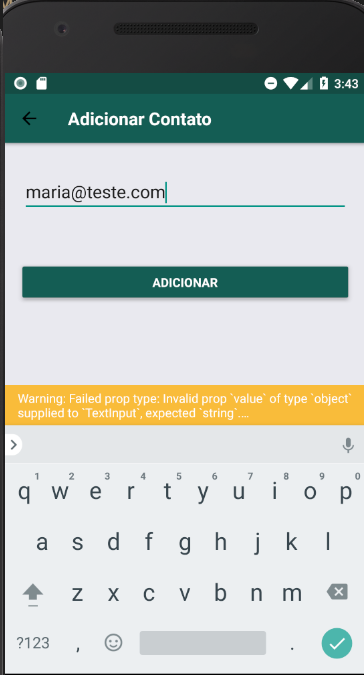 3:43
Adicionar Contato
maria@teste.com
ADICIONAR
Warning: Failed prop type: Invalid prop `value` of type `object`
supplied to `TextInput`, expected `string`....
1 2 3 4 5 6 7 8 9 0
q w e r t y u i o p
a s d f g h j k l
z x c v b n m
?123 , .